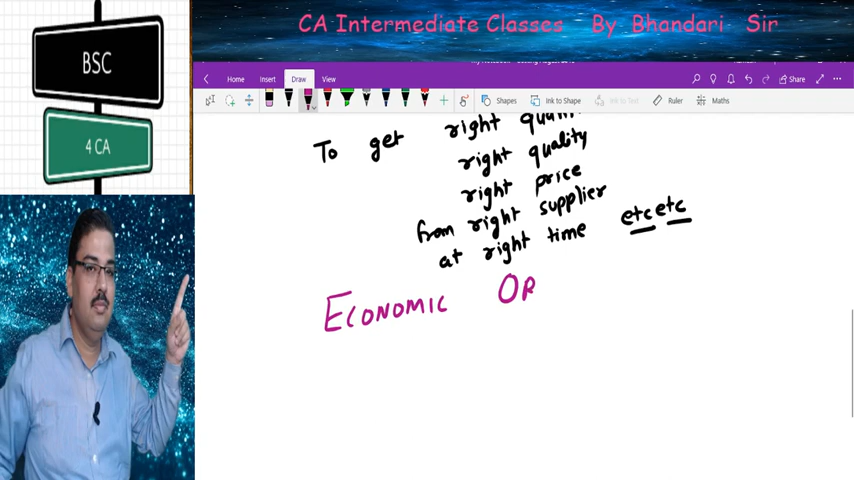 CA Intermediate Classes By Bhandari Sir
BSC
4 CA
Home Insert Draw View Share
Shapes Ink to Shape Ink to Text Ruler Maths
To get right
right quality
right price
from right supplier
at right time etc etc
ECONOMIC OR